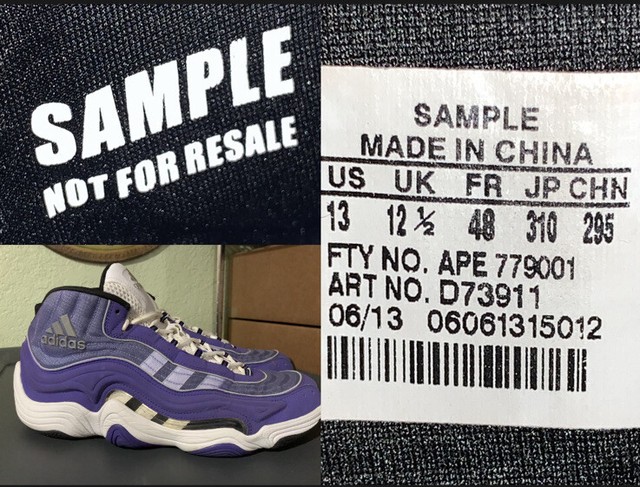 SAMPLE
NOT FOR RESALE
adidas
SAMPLE
MADE IN CHINA
US UK FR JP CHN
13 12 ½ 48 310 295
FTY NO. APE 779001
ART NO. D73911
06/13 06061315012